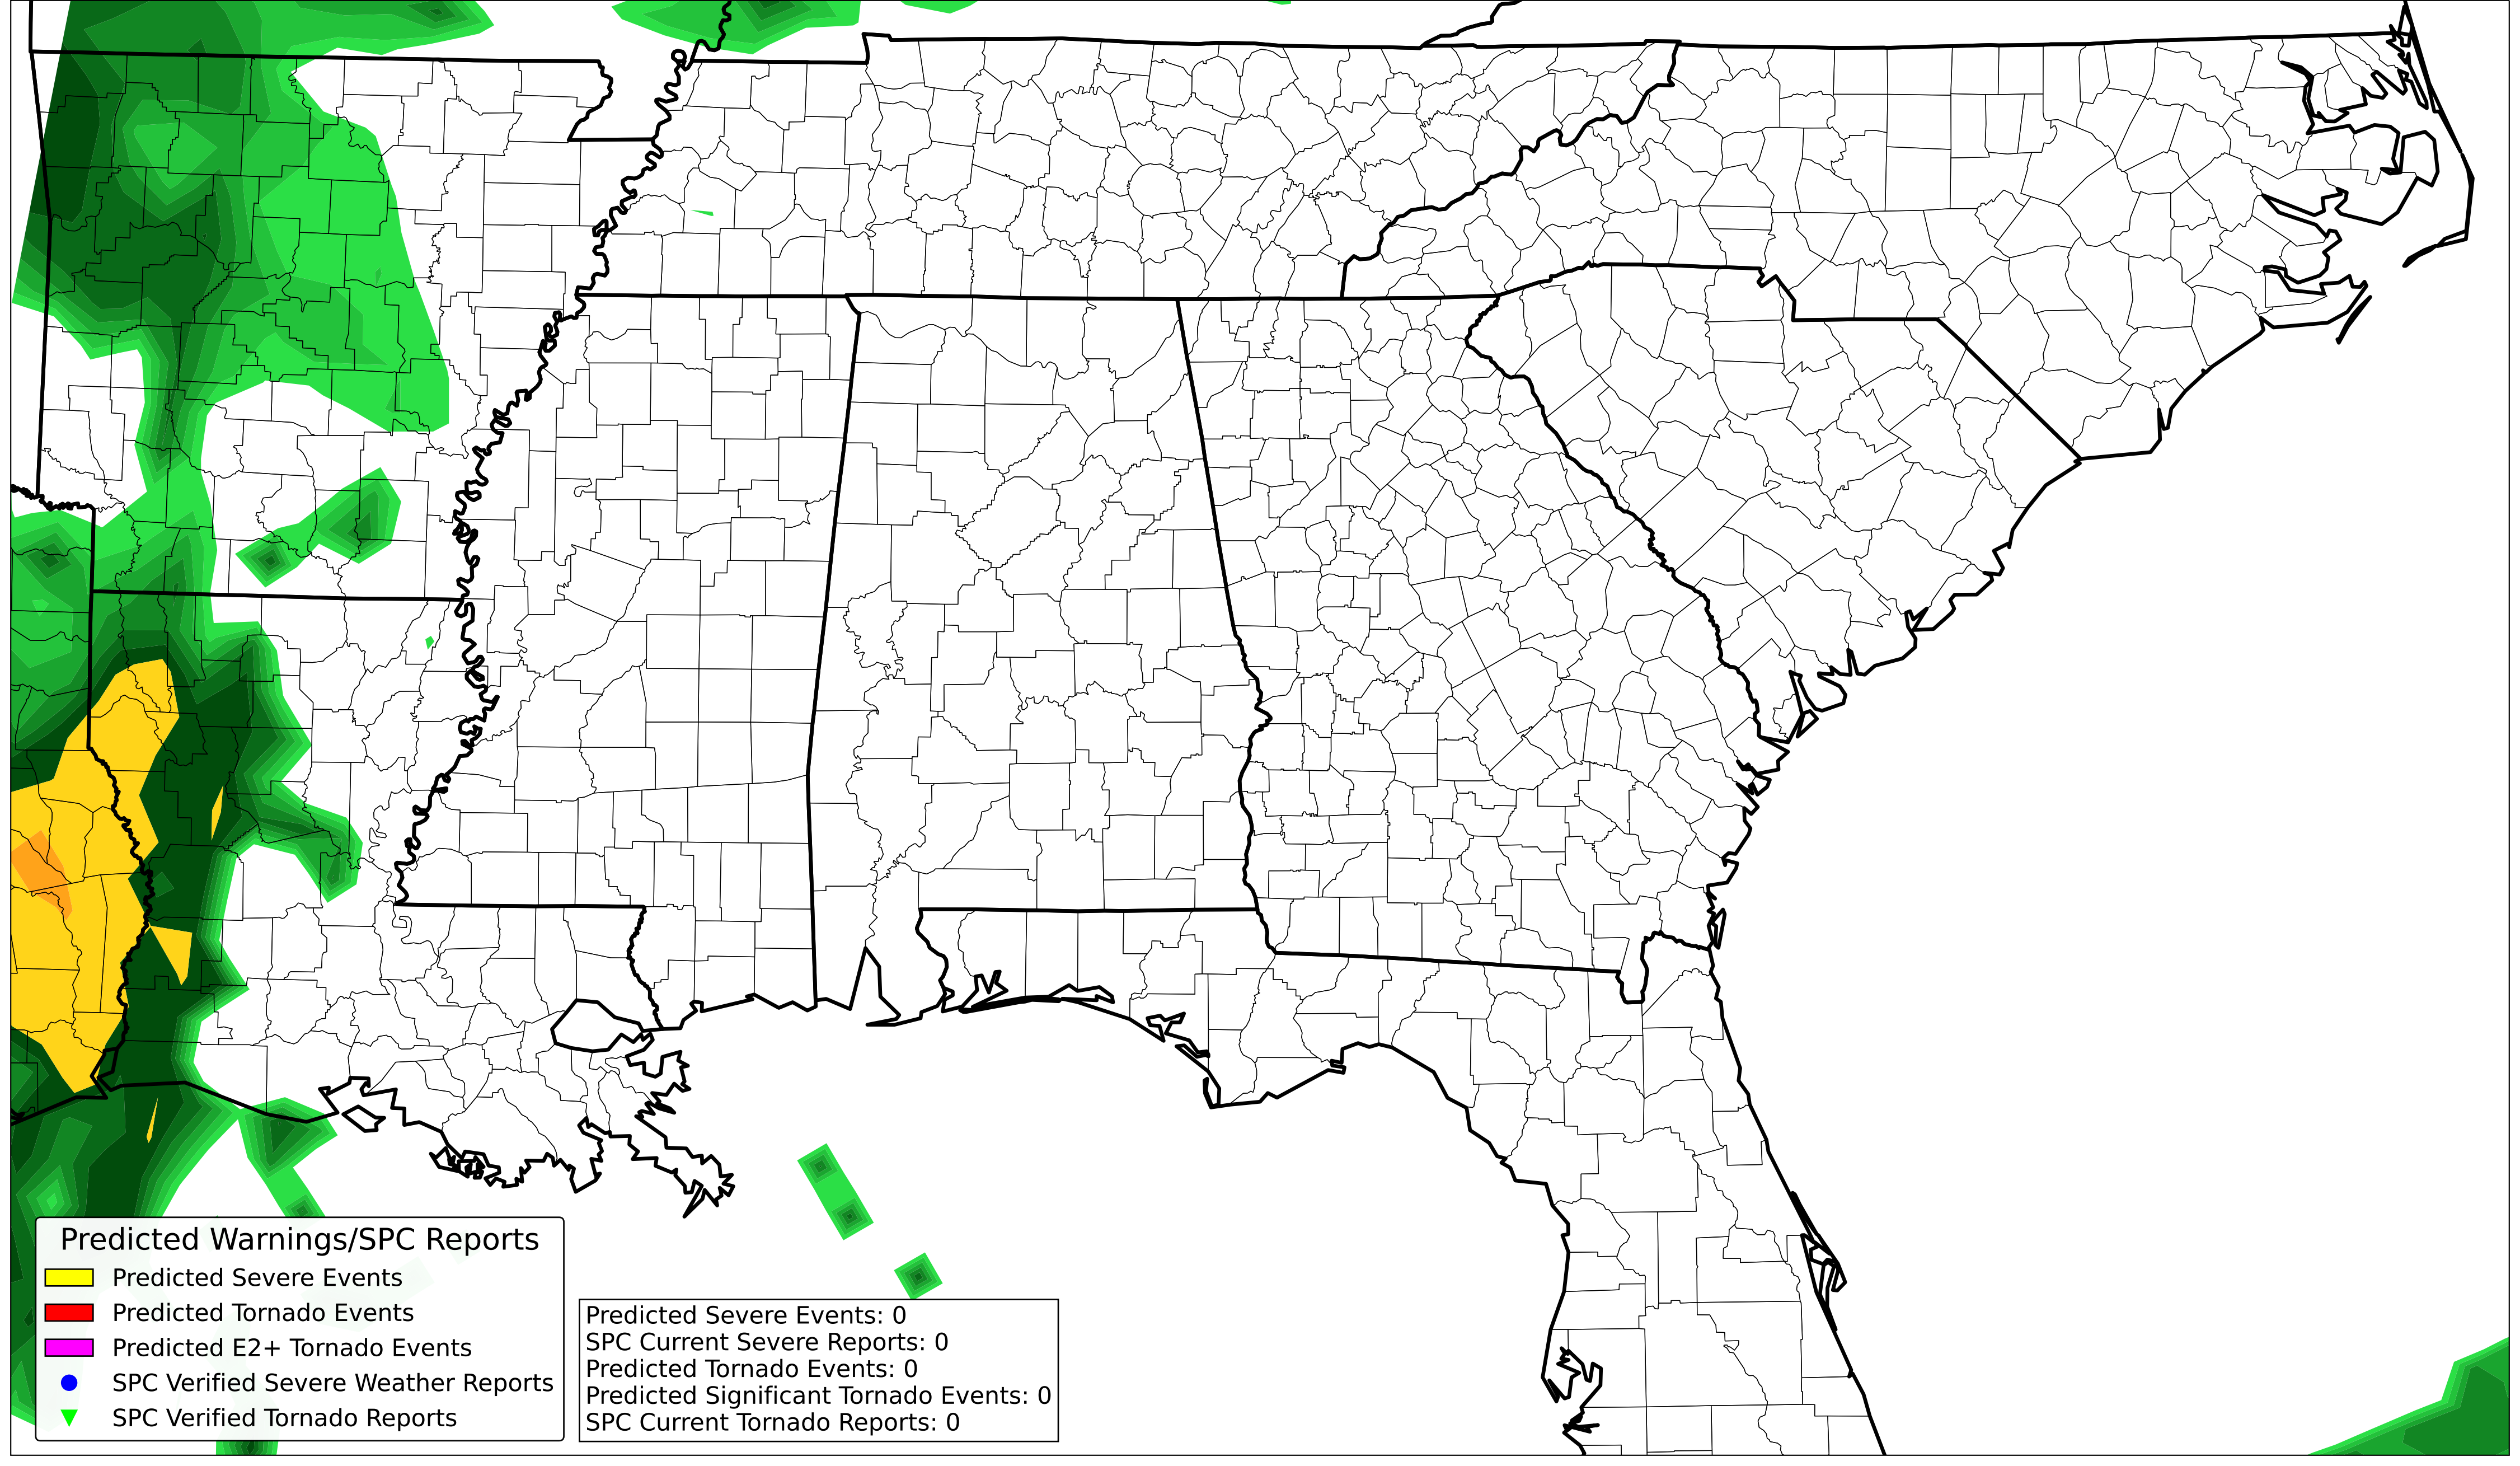 Predicted Warnings/SPC Reports
Predicted Severe Events
Predicted Tornado Events
Predicted E2+ Tornado Events
SPC Verified Severe Weather Reports
SPC Verified Tornado Reports
Predicted Severe Events: 0
SPC Current Severe Reports: 0
Predicted Tornado Events: 0
Predicted Significant Tornado Events: 0
SPC Current Tornado Reports: 0